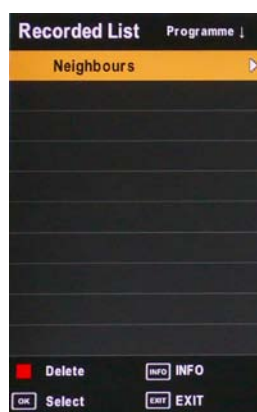 Recorded List Programme ↓
Neighbours
Delete INFO INFO
OK Select EXIT EXIT